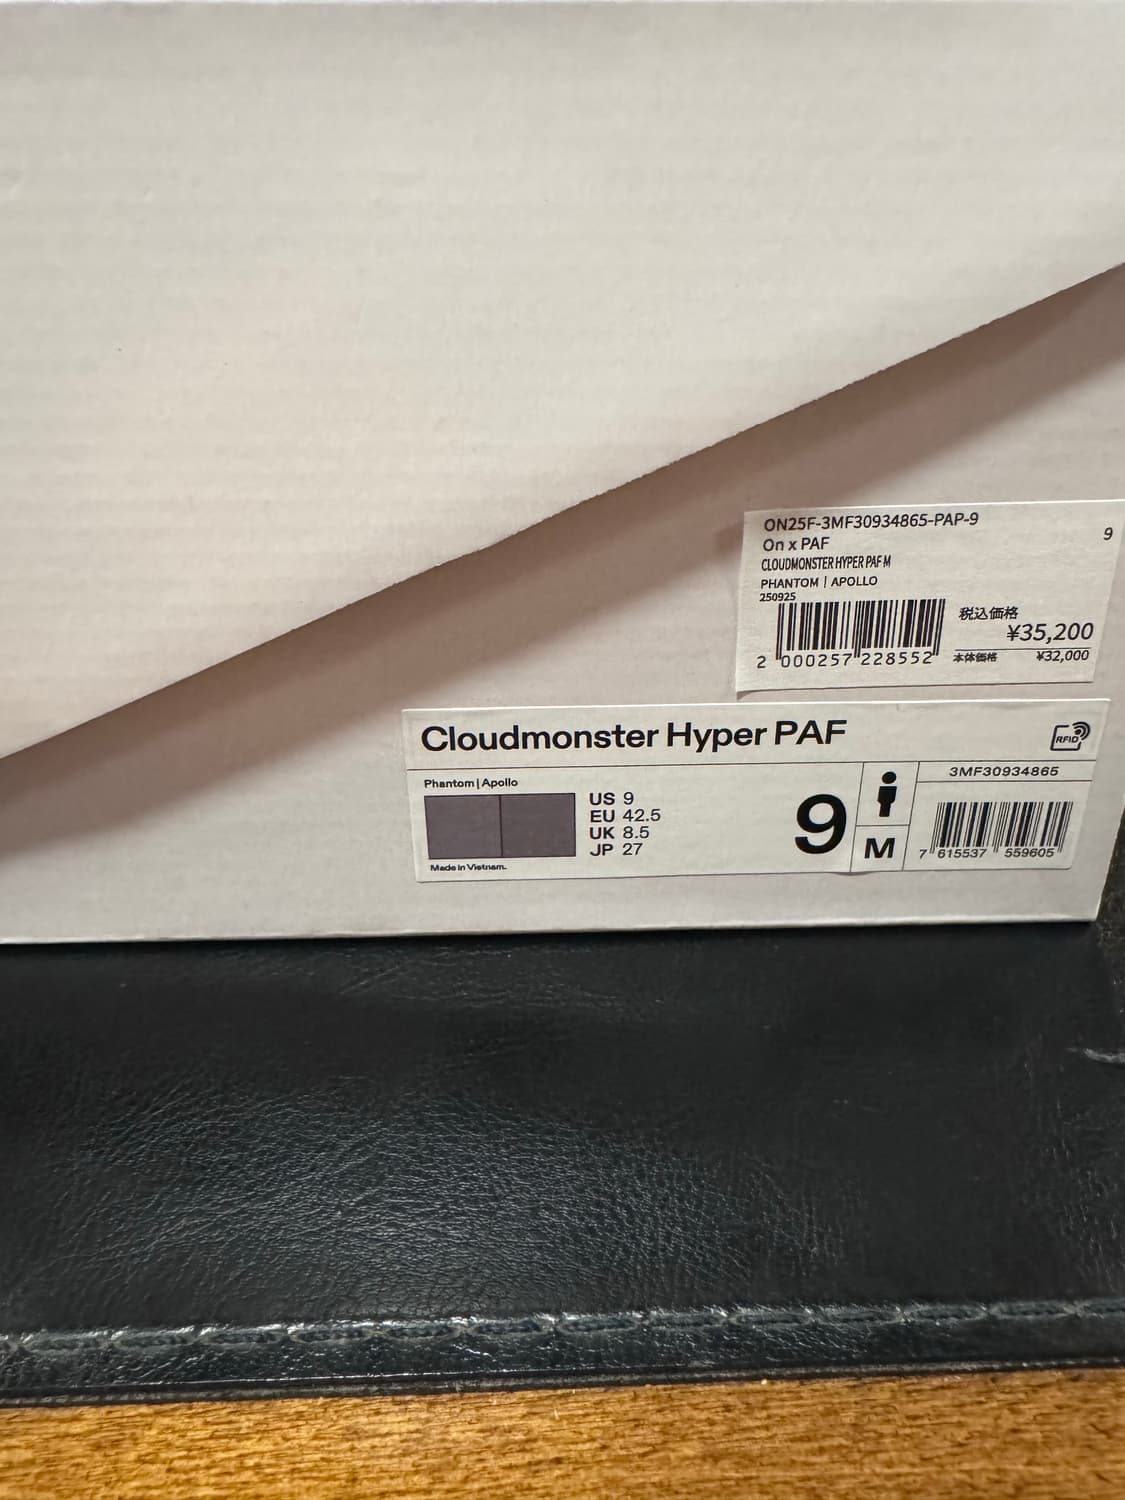 ON25F-3MF30934865-PAP-9
9
On x PAF
CLOUDMONSTER HYPER PAF M
PHANTOM | APOLLO
250925
税込価格
¥35,200
本体価格 ¥32,000
2 000257 228552
Cloudmonster Hyper PAF
RFID
Phantom | Apollo
US 9
EU 42.5
UK 8.5
JP 27
Made in Vietnam.
9
M
3MF30934865
7 615537 559605